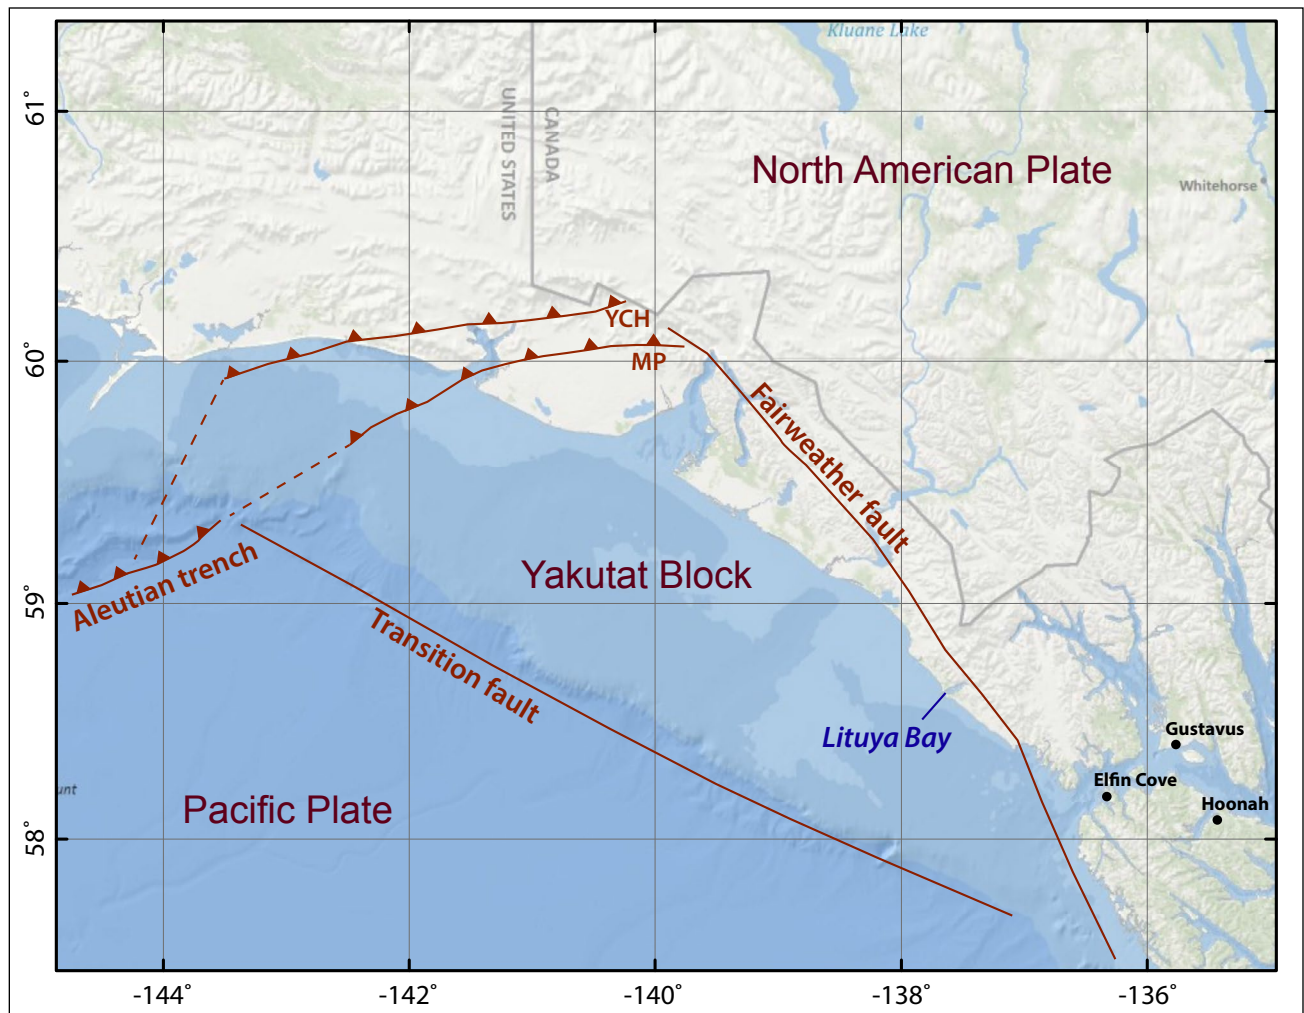 Kluane Lake
61°
CANADA
UNITED STATES
North American Plate
Whitehorse
YCH
60°
MP
Fairweather fault
Yakutat Block
Aleutian trench
59°
Transition fault
Lituya Bay
Gustavus
Elfin Cove
unt
Pacific Plate
Hoonah
58°
-144°
-142°
-140°
-138°
-136°